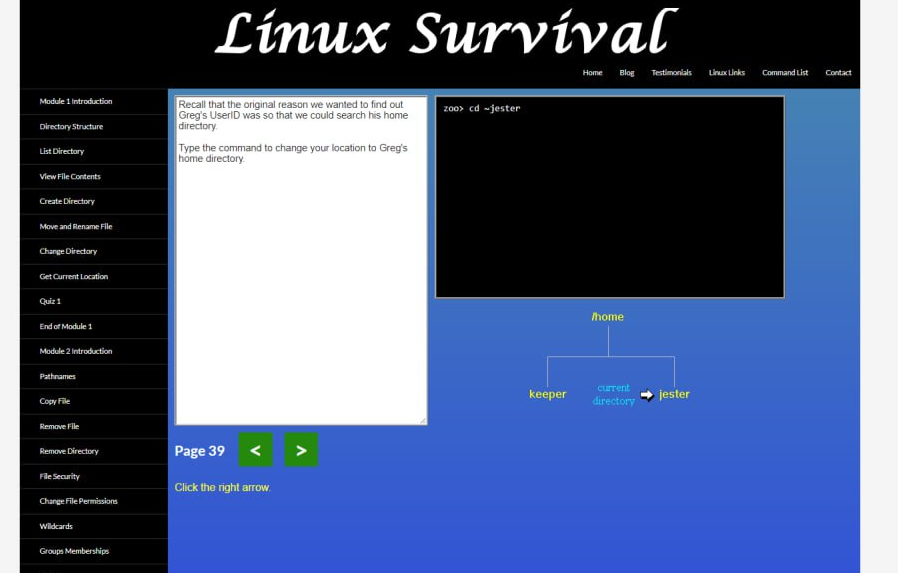 Linux Survival
Home Blog Testimonials Linux Links Command List Contact
Module 1 Introduction
Directory Structure
List Directory
View File Contents
Create Directory
Move and Rename File
Change Directory
Get Current Location
Quiz 1
End of Module 1
Module 2 Introduction
Pathnames
Copy File
Remove File
Remove Directory
File Security
Change File Permissions
Wildcards
Groups Memberships
Recall that the original reason we wanted to find out
Greg's UserID was so that we could search his home
directory.
Type the command to change your location to Greg's
home directory.
Page 39 < >
Click the right arrow.
zoo> cd ~jester
/home
keeper
current
directory
jester